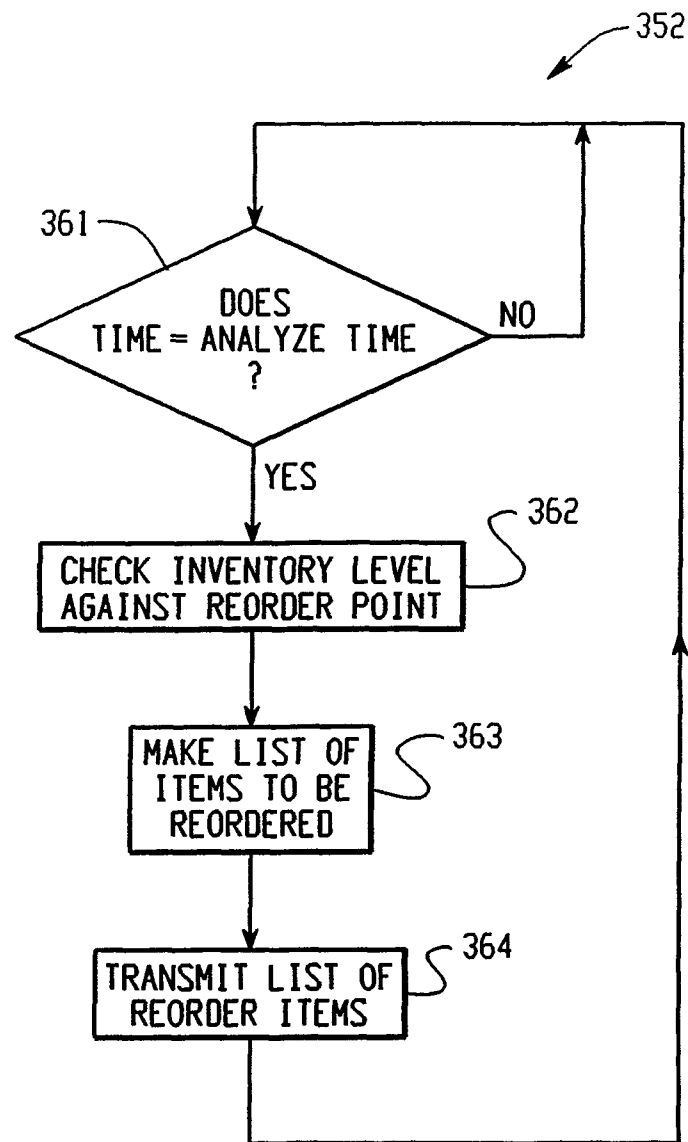 352
361
DOES
TIME = ANALYZE TIME
?
NO
YES
362
CHECK INVENTORY LEVEL
AGAINST REORDER POINT
363
MAKE LIST OF
ITEMS TO BE
REORDERED
364
TRANSMIT LIST OF
REORDER ITEMS